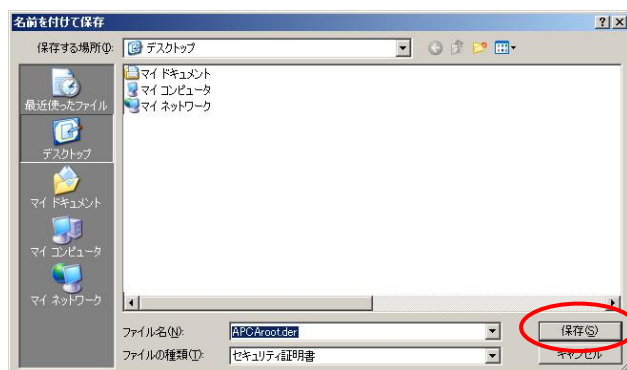 名前を付けて保存
保存する場所(I):
デスクトップ
最近使ったファイル
デスクトップ
マイ ドキュメント
マイ コンピュータ
マイ ネットワーク
マイ ドキュメント
マイ コンピュータ
マイ ネットワーク
ファイル名(N):
APCAroot.der
保存(S)
ファイルの種類(T):
セキュリティ証明書
キャンセル